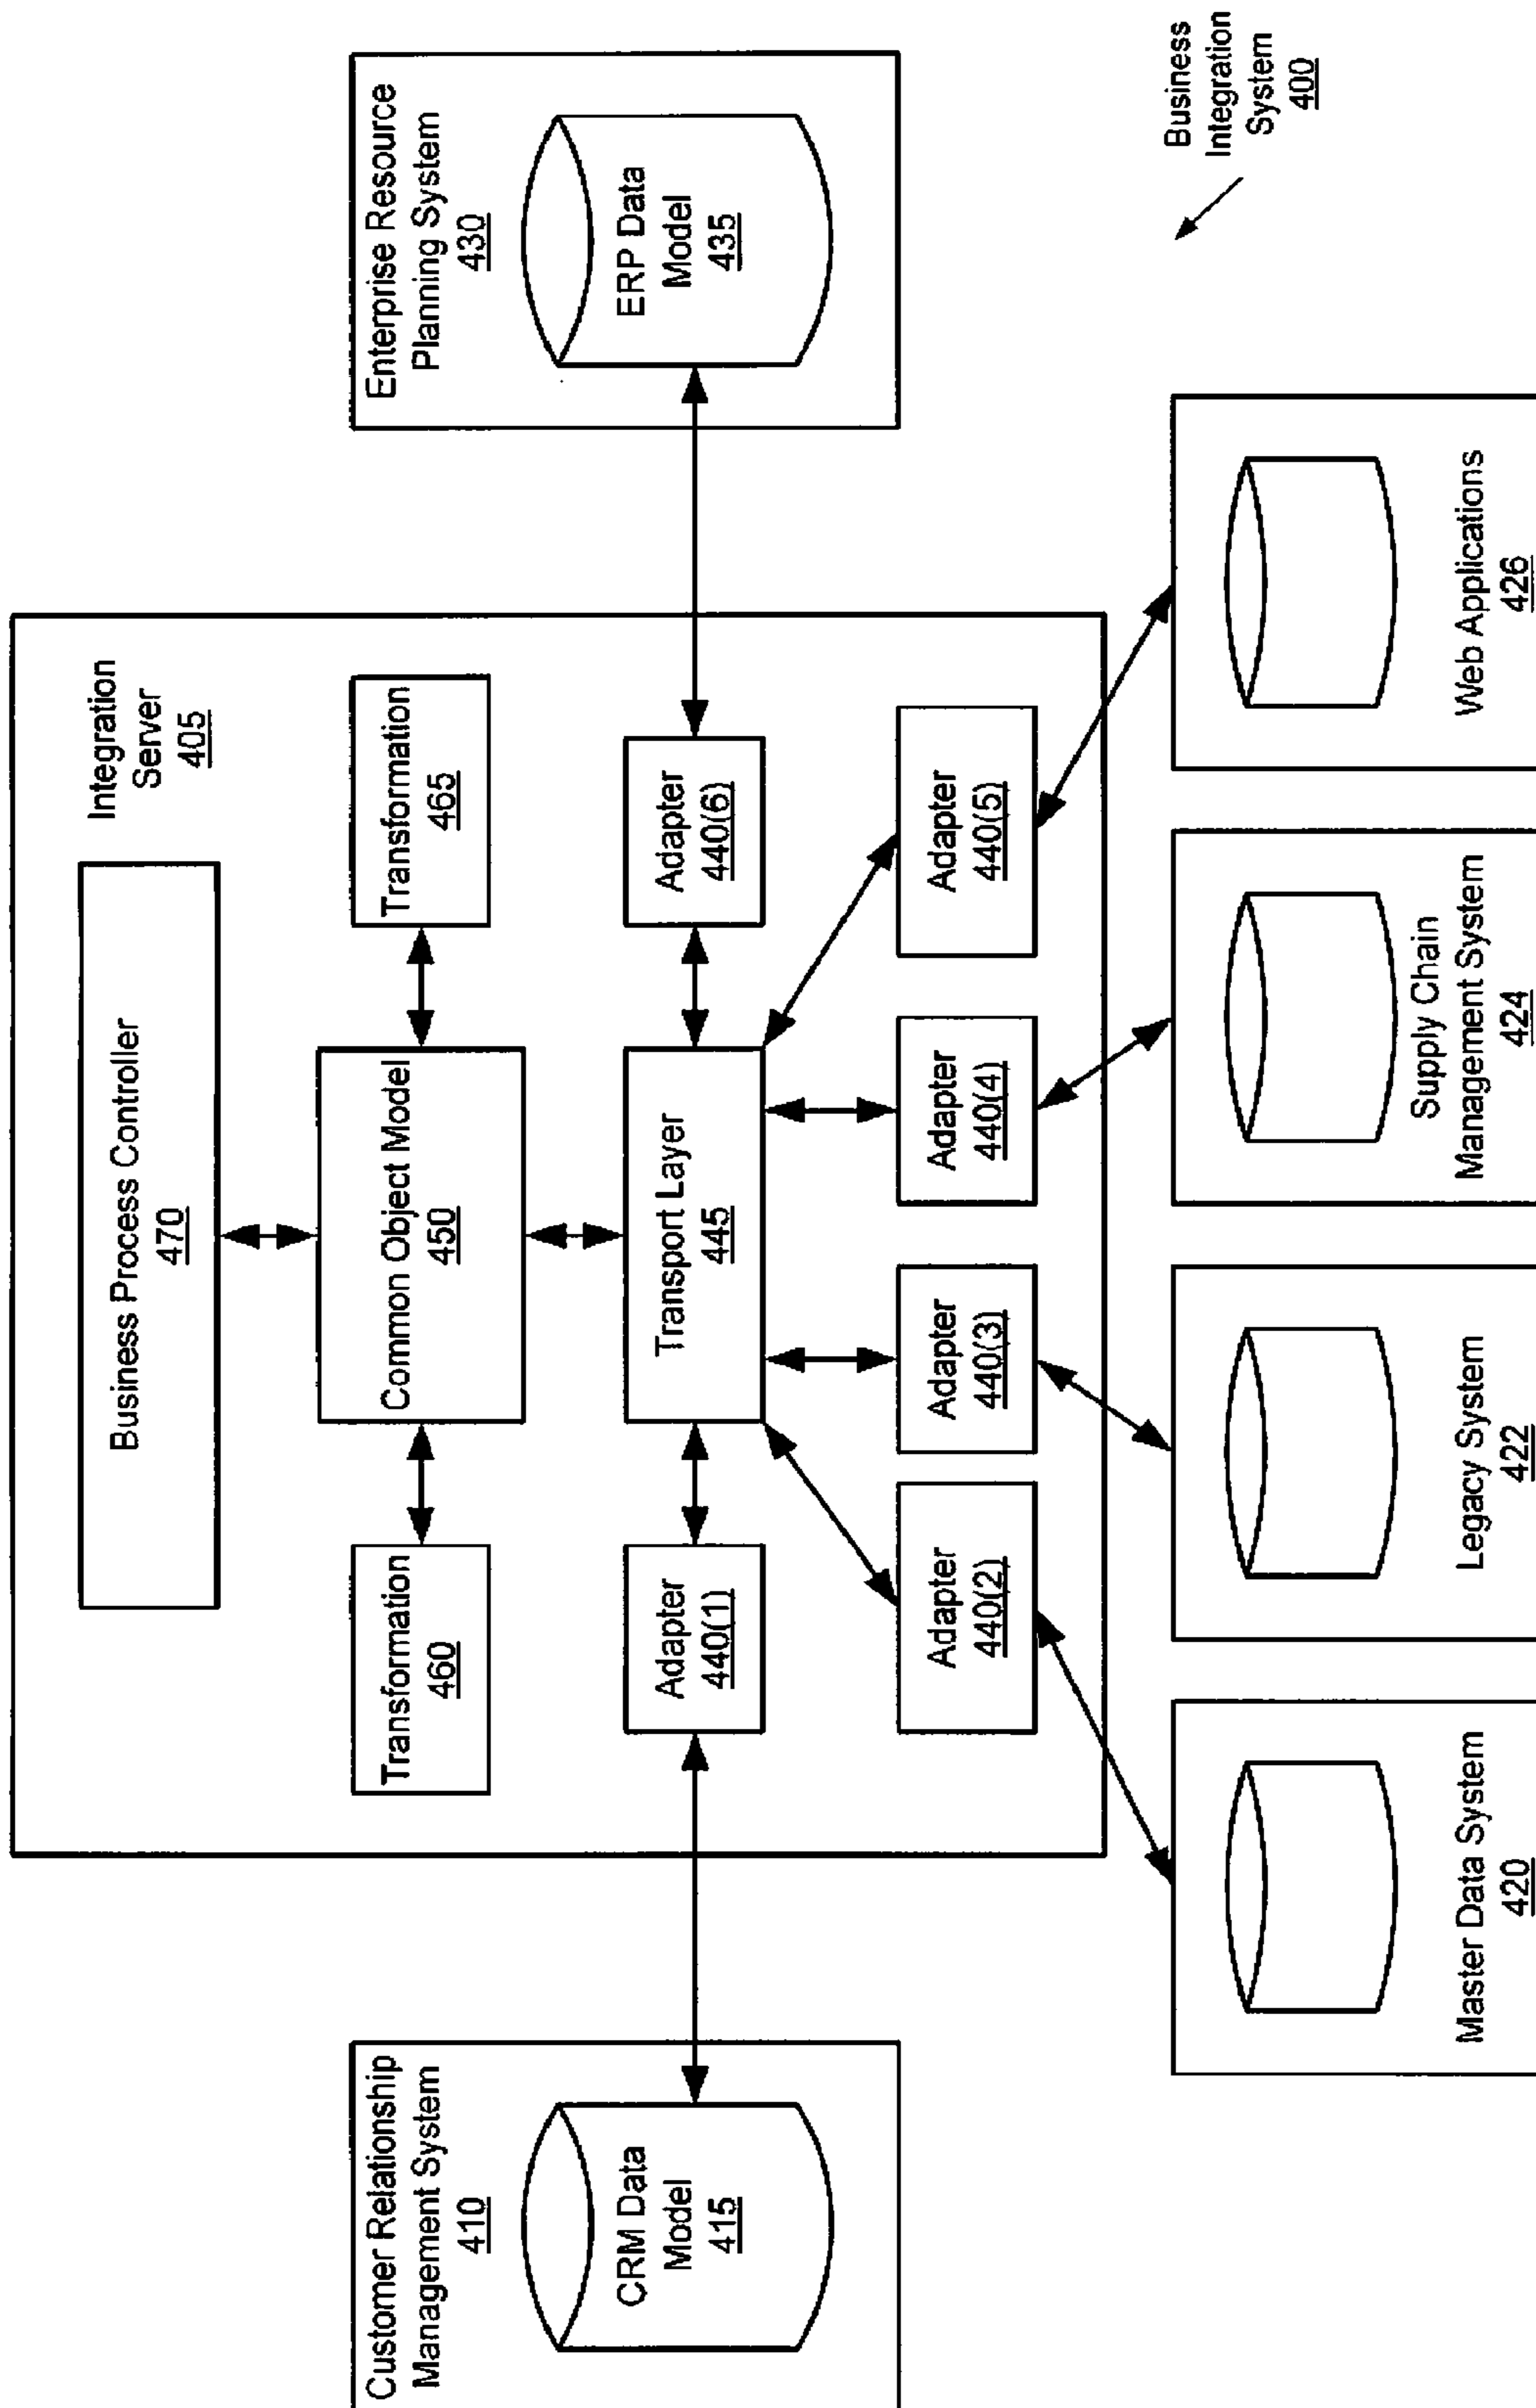 Integration
Server
405
Business Process Controller
470
Customer Relationship
Management System
410
CRM Data
Model
415
Transformation
460
Common Object Model
450
Transformation
465
Enterprise Resource
Planning System
430
ERP Data
Model
435
Adapter
440(1)
Transport Layer
445
Adapter
440(6)
Adapter
440(2)
Adapter
440(3)
Adapter
440(4)
Adapter
440(5)
Master Data System
420
Legacy System
422
Supply Chain
Management System
424
Web Applications
426
Business
Integration
System
400